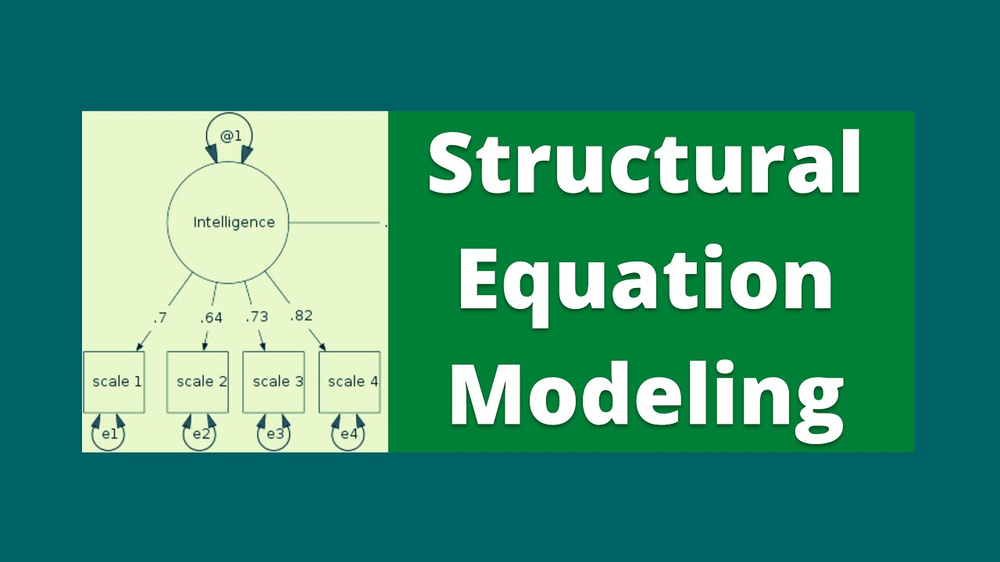 @1
Intelligence
.7 .64 .73 .82
scale 1 scale 2 scale 3 scale 4
e1 e2 e3 e4
Structural
Equation
Modeling